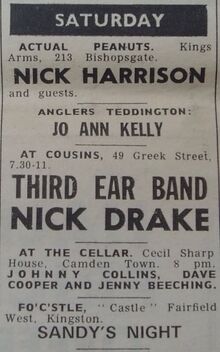 SATURDAY
ACTUAL PEANUTS. Kings
Arms, 213 Bishopsgate.
NICK HARRISON
and guests.
ANGLERS TEDDINGTON:
JO ANN KELLY
AT COUSINS, 49 Greek Street,
7.30-11.
THIRD EAR BAND
NICK DRAKE
AT THE CELLAR. Cecil Sharp
House, Camden Town. 8 pm.
JOHNNY COLLINS, DAVE
COOPER AND JENNY BEECHING.
FO'C'STLE, "Castle" Fairfield
West, Kingston.
SANDY'S NIGHT